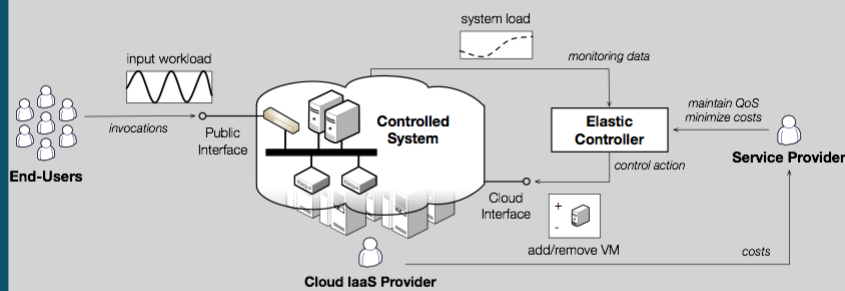 system load
input workload
monitoring data
invocations
Public
Interface
Controlled
System
Elastic
Controller
maintain QoS
minimize costs
End-Users
Service Provider
control action
Cloud
Interface
+
-
add/remove VM
costs
Cloud IaaS Provider